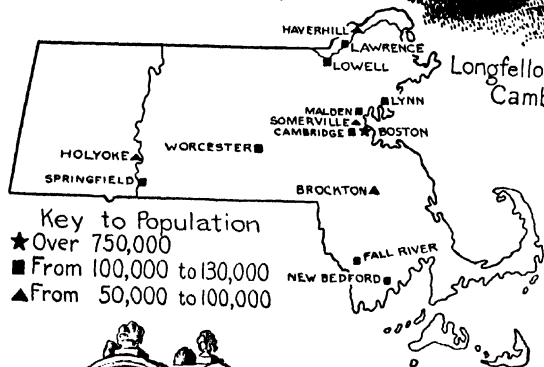 HAVERHILL
LAWRENCE
LOWELL
Longfello
Camb
LYNN
MALDEN
SOMERVILLE
CAMBRIDGE
BOSTON
WORCESTER
HOLYOKE
SPRINGFIELD
BROCKTON
Key to Population
Over 750,000
From 100,000 to 130,000
From 50,000 to 100,000
FALL RIVER
NEW BEDFORD